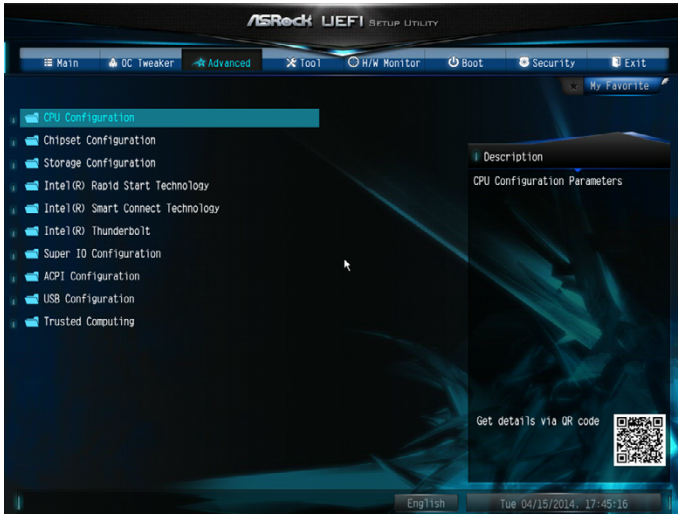 ASRock UEFI SETUP UTILITY
Main OC Tweaker Advanced Tool H/W Monitor Boot Security Exit
My Favorite
CPU Configuration
Chipset Configuration
Storage Configuration
Intel(R) Rapid Start Technology
Intel(R) Smart Connect Technology
Intel(R) Thunderbolt
Super IO Configuration
ACPI Configuration
USB Configuration
Trusted Computing
Description
CPU Configuration Parameters
Get details via QR code
English
Tue 04/15/2014. 17:45:16